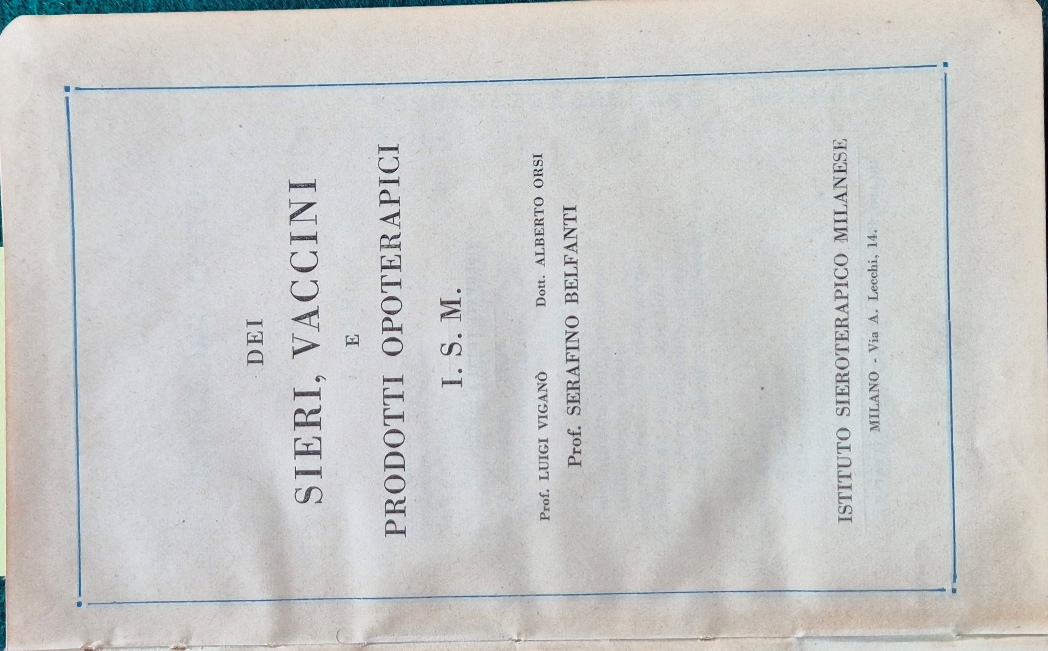 DEI
SIERI, VACCINI
E
PRODOTTI OPOTERAPICI
I. S. M.
Prof. LUIGI VIGANÒ Dott. ALBERTO ORSI
Prof. SERAFINO BELFANTI
ISTITUTO SIEROTERAPICO MILANESE
MILANO - Via A. Lecchi, 14.